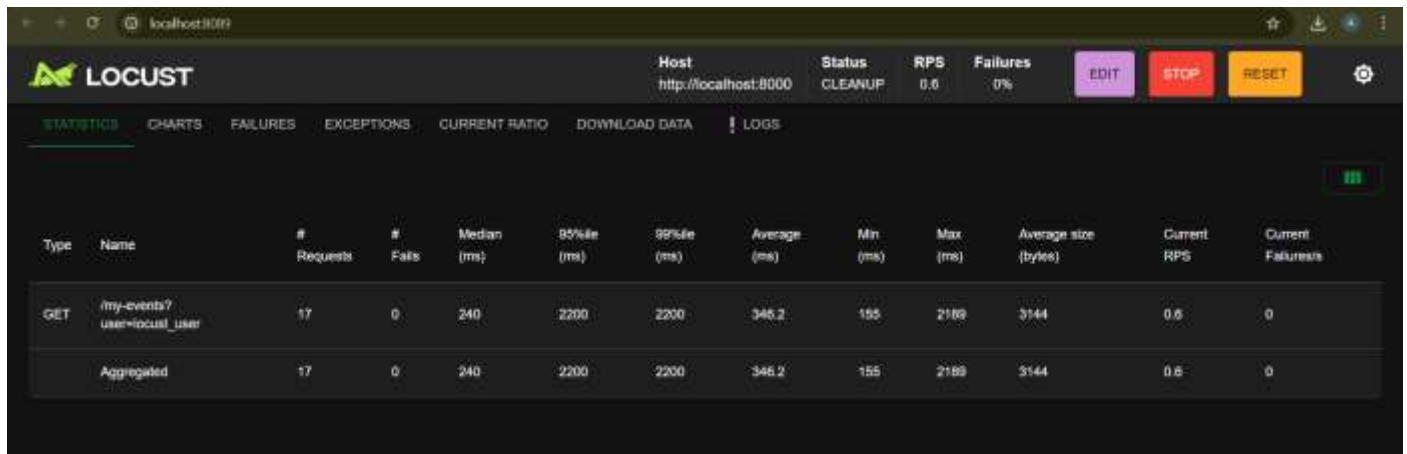 localhost:8089
LOCUST
Host
http://localhost:8000
Status
CLEANUP
RPS
0.6
Failures
0%
EDIT
STOP
RESET
STATISTICS
CHARTS
FAILURES
EXCEPTIONS
CURRENT RATIO
DOWNLOAD DATA
LOGS
Type
Name
# Requests
# Fails
Median (ms)
95%ile (ms)
99%ile (ms)
Average (ms)
Min (ms)
Max (ms)
Average size (bytes)
Current RPS
Current Failures/s
GET
/my-events?
user=locust_user
17
0
240
2200
2200
346.2
155
2189
3144
0.6
0
Aggregated
17
0
240
2200
2200
346.2
155
2189
3144
0.6
0